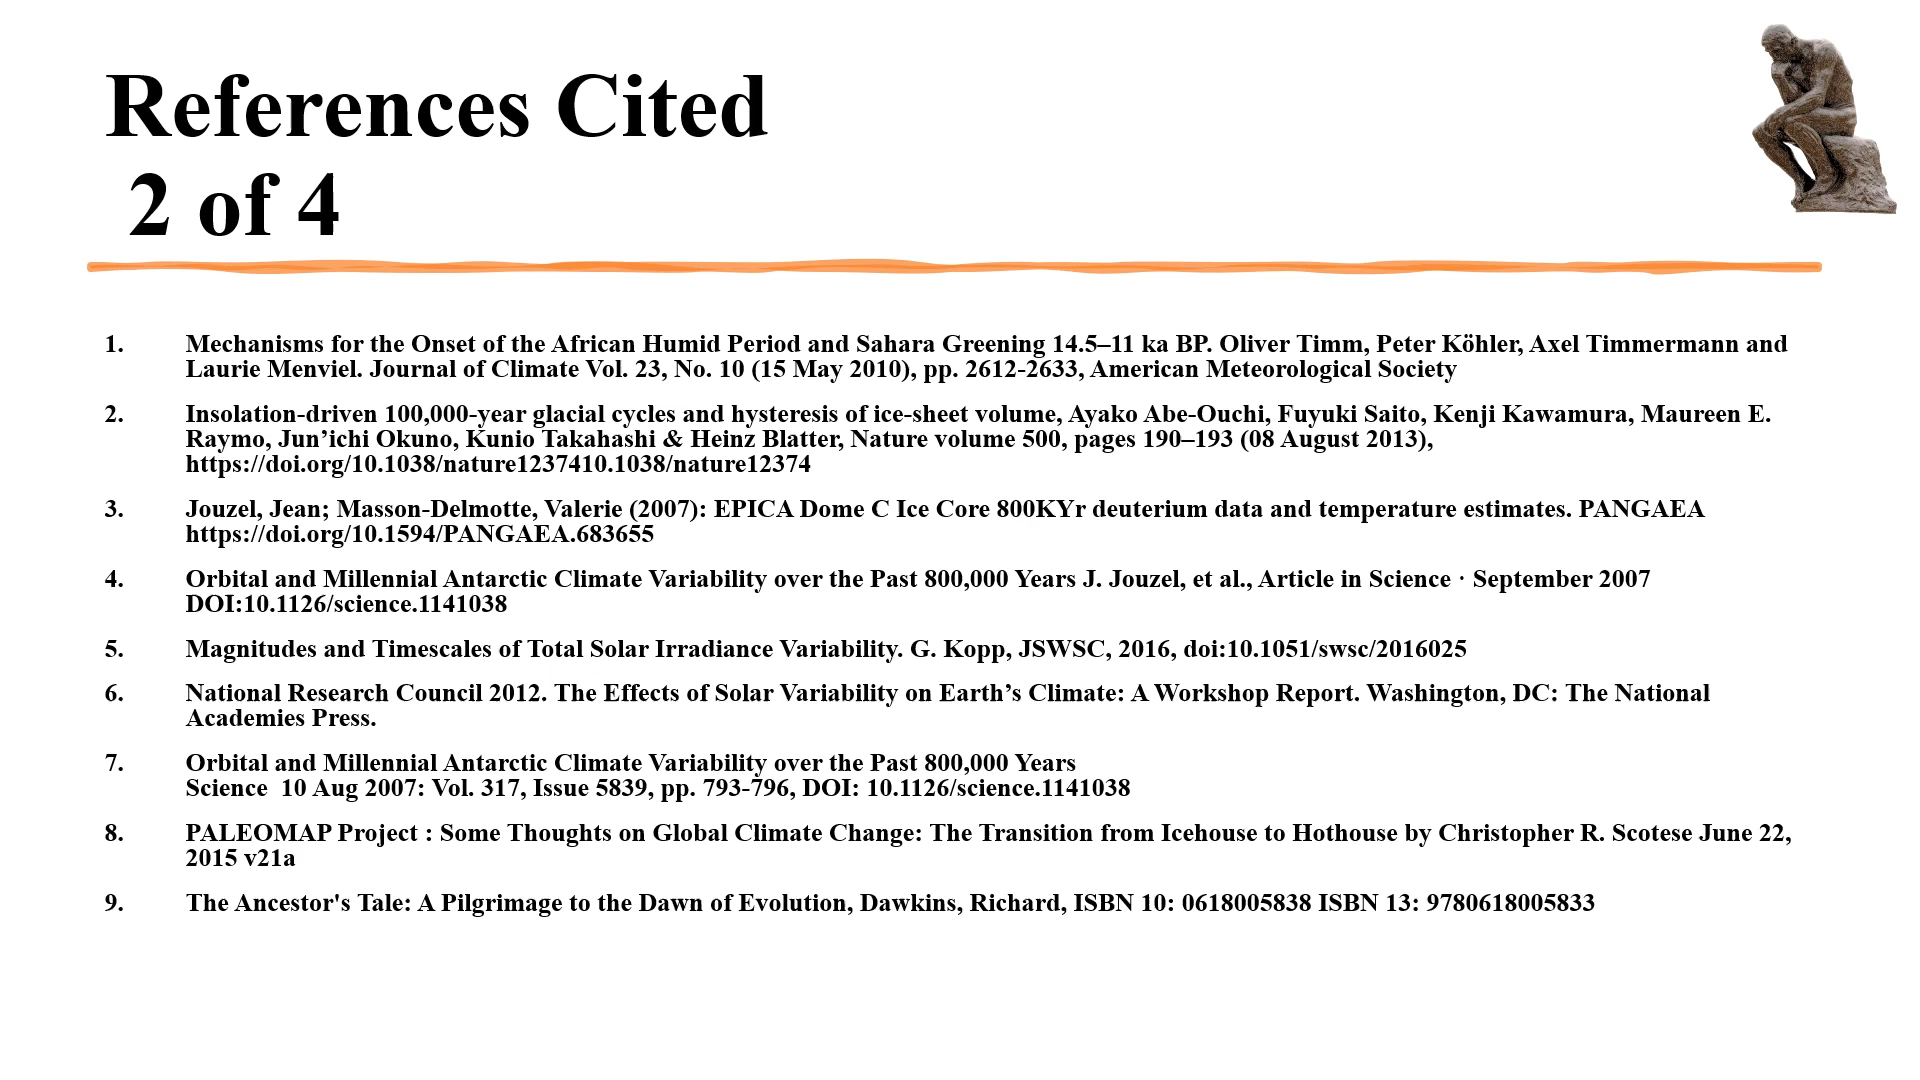 References Cited
2 of 4
1. Mechanisms for the Onset of the African Humid Period and Sahara Greening 14.5–11 ka BP. Oliver Timm, Peter Köhler, Axel Timmermann and
Laurie Menviel. Journal of Climate Vol. 23, No. 10 (15 May 2010), pp. 2612-2633, American Meteorological Society
2. Insolation-driven 100,000-year glacial cycles and hysteresis of ice-sheet volume, Ayako Abe-Ouchi, Fuyuki Saito, Kenji Kawamura, Maureen E.
Raymo, Jun’ichi Okuno, Kunio Takahashi & Heinz Blatter, Nature volume 500, pages 190–193 (08 August 2013),
https://doi.org/10.1038/nature1237410.1038/nature12374
3. Jouzel, Jean; Masson-Delmotte, Valerie (2007): EPICA Dome C Ice Core 800KYr deuterium data and temperature estimates. PANGAEA
https://doi.org/10.1594/PANGAEA.683655
4. Orbital and Millennial Antarctic Climate Variability over the Past 800,000 Years J. Jouzel, et al., Article in Science · September 2007
DOI:10.1126/science.1141038
5. Magnitudes and Timescales of Total Solar Irradiance Variability. G. Kopp, JSWSC, 2016, doi:10.1051/swsc/2016025
6. National Research Council 2012. The Effects of Solar Variability on Earth’s Climate: A Workshop Report. Washington, DC: The National
Academies Press.
7. Orbital and Millennial Antarctic Climate Variability over the Past 800,000 Years
Science  10 Aug 2007: Vol. 317, Issue 5839, pp. 793-796, DOI: 10.1126/science.1141038
8. PALEOMAP Project : Some Thoughts on Global Climate Change: The Transition from Icehouse to Hothouse by Christopher R. Scotese June 22,
2015 v21a
9. The Ancestor's Tale: A Pilgrimage to the Dawn of Evolution, Dawkins, Richard, ISBN 10: 0618005838 ISBN 13: 9780618005833